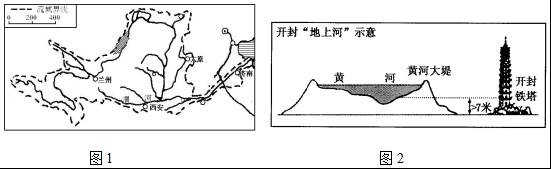 流域界线
0 200 400
兰州
太原
济南
渭 河
西安
图1
开封“地上河”示意
黄 河 黄河大堤
开封
铁塔
>7米
图2